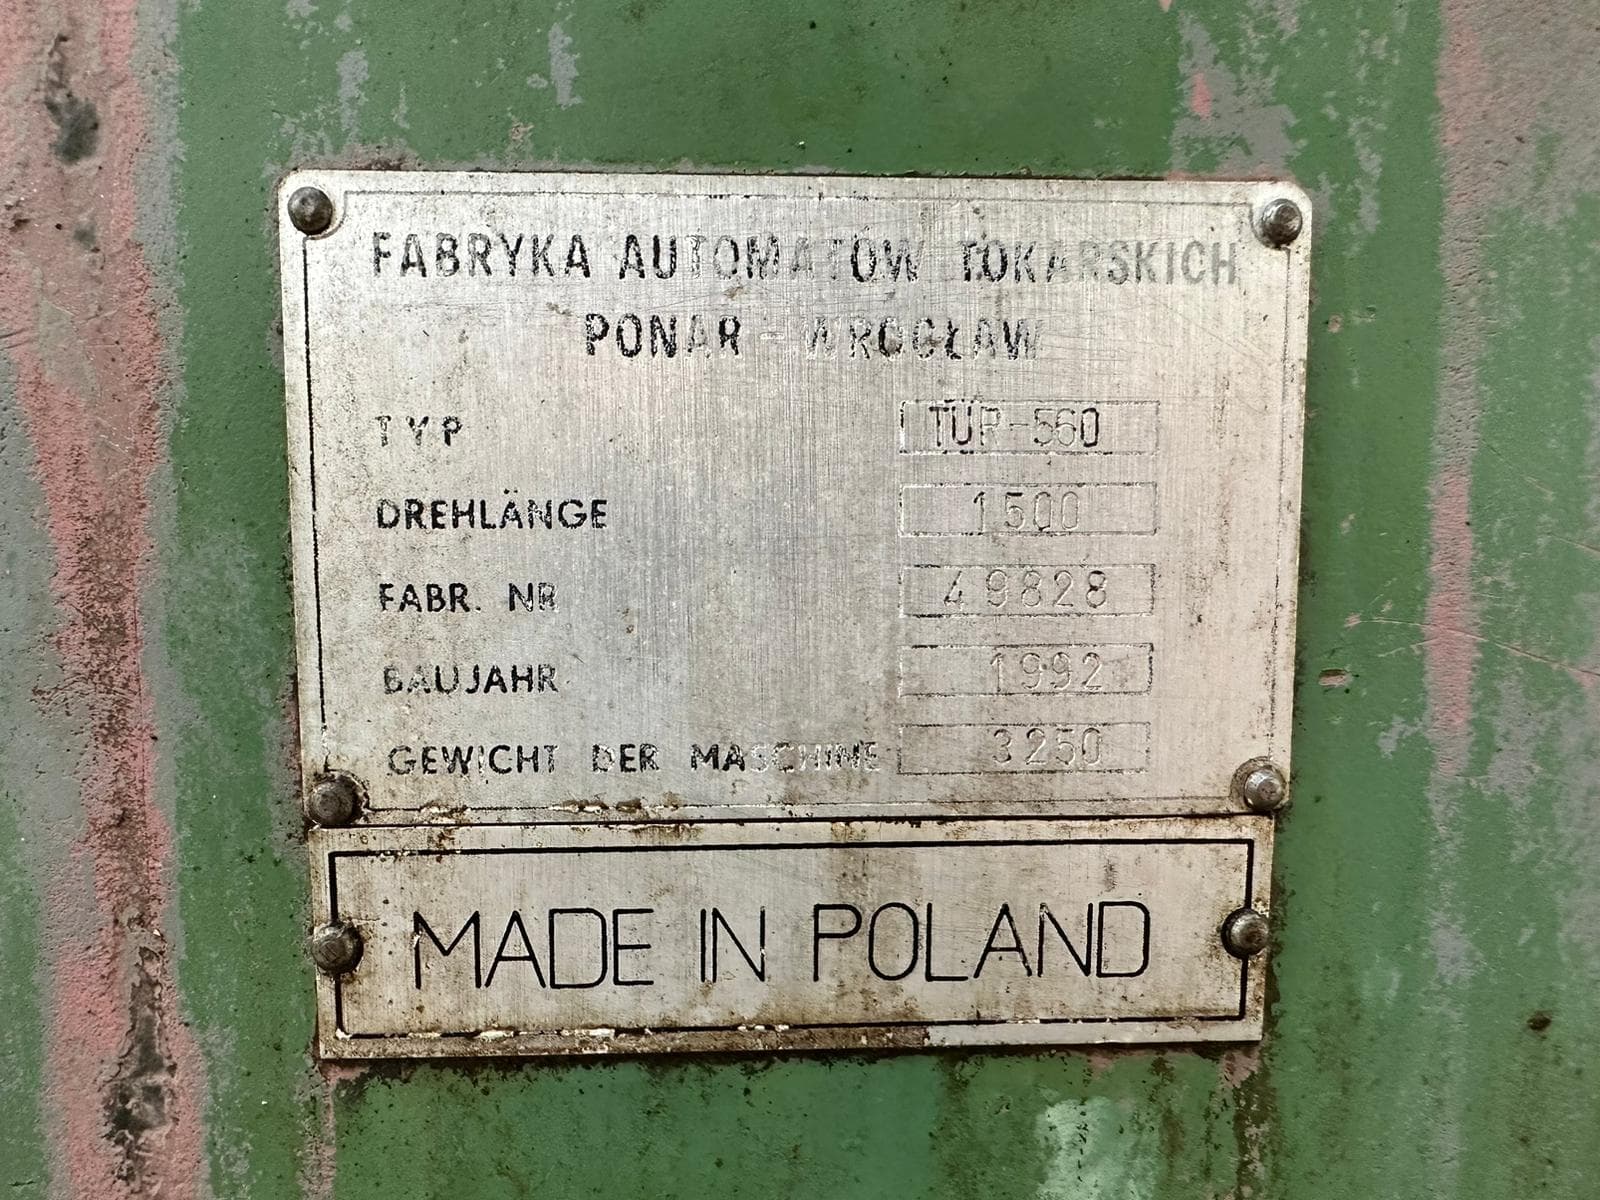 FABRYKA AUTOMATÓW TOKARSKICH
PONAR - WROCŁAW
TYP TUR-560
DREHLÄNGE 1500
FABR. NR 49828
BAUJAHR 1992
GEWICHT DER MASCHINE 3250
MADE IN POLAND